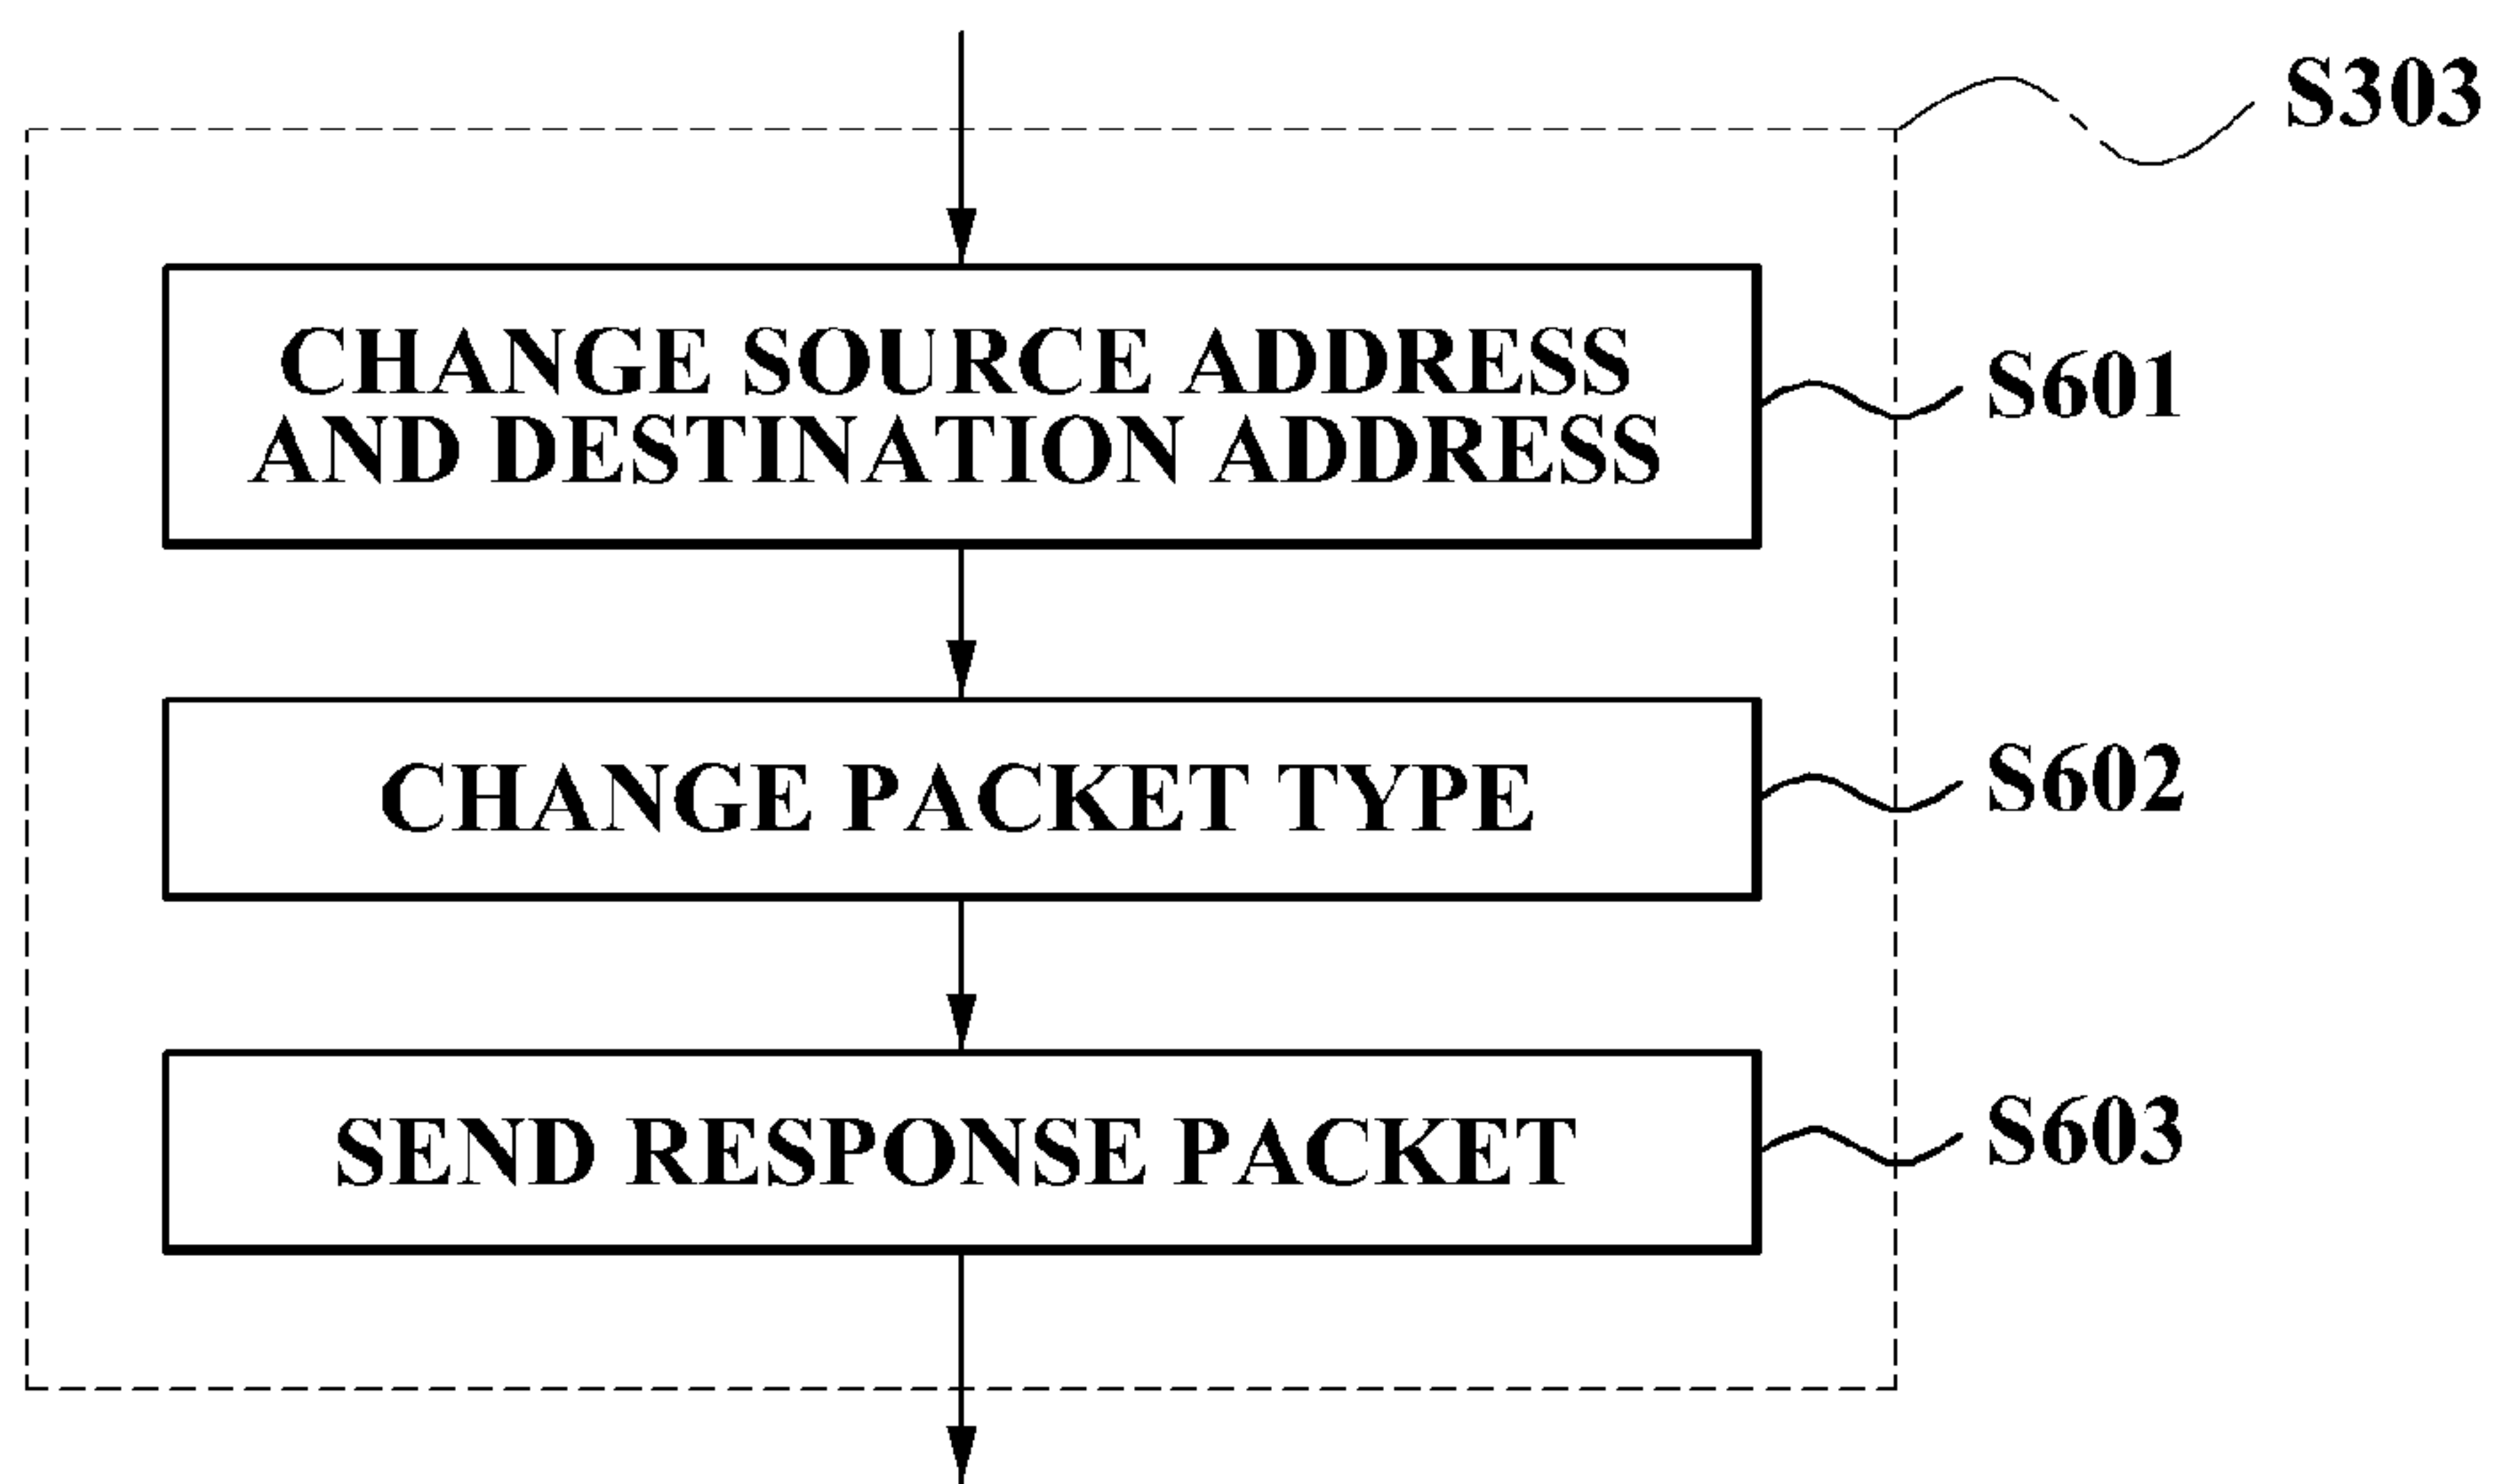 S303
CHANGE SOURCE ADDRESS
AND DESTINATION ADDRESS
S601
CHANGE PACKET TYPE
S602
SEND RESPONSE PACKET
S603